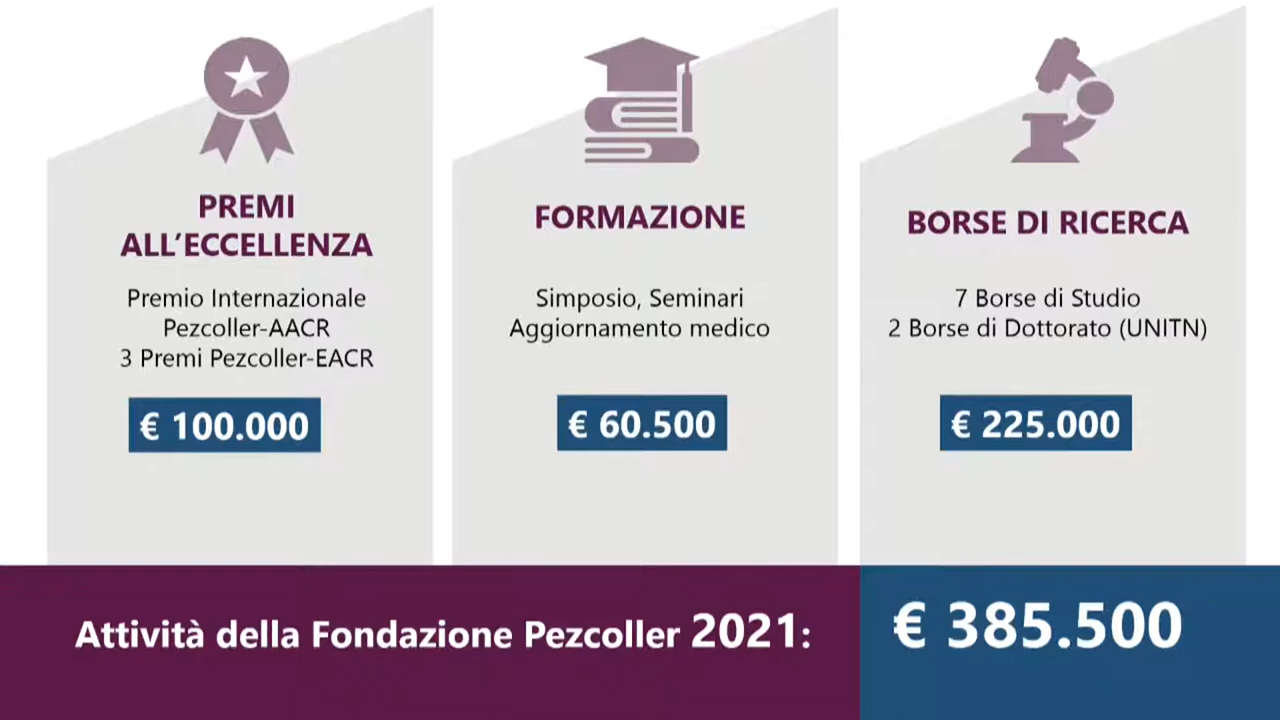 PREMI
ALL’ECCELLENZA
Premio Internazionale
Pezcoller-AACR
3 Premi Pezcoller-EACR
€ 100.000
FORMAZIONE
Simposio, Seminari
Aggiornamento medico
€ 60.500
BORSE DI RICERCA
7 Borse di Studio
2 Borse di Dottorato (UNITN)
€ 225.000
Attività della Fondazione Pezcoller 2021:
€ 385.500